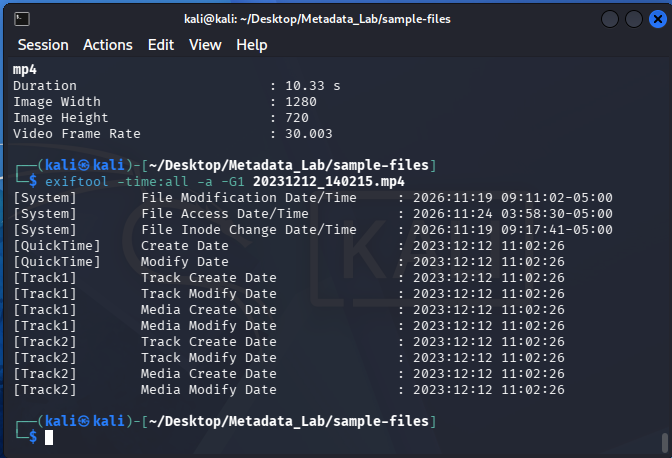 kali@kali: ~/Desktop/Metadata_Lab/sample-files
Session Actions Edit View Help
mp4
Duration : 10.33 s
Image Width : 1280
Image Height : 720
Video Frame Rate : 30.003
┌──(kali㉿kali)-[~/Desktop/Metadata_Lab/sample-files]
└─$ exiftool -time:all -a -G1 20231212_140215.mp4
[System] File Modification Date/Time : 2026:11:19 09:11:02-05:00
[System] File Access Date/Time : 2026:11:24 03:58:30-05:00
[System] File Inode Change Date/Time : 2026:11:19 09:17:41-05:00
[QuickTime] Create Date : 2023:12:12 11:02:26
[QuickTime] Modify Date : 2023:12:12 11:02:26
[Track1] Track Create Date : 2023:12:12 11:02:26
[Track1] Track Modify Date : 2023:12:12 11:02:26
[Track1] Media Create Date : 2023:12:12 11:02:26
[Track1] Media Modify Date : 2023:12:12 11:02:26
[Track2] Track Create Date : 2023:12:12 11:02:26
[Track2] Track Modify Date : 2023:12:12 11:02:26
[Track2] Media Create Date : 2023:12:12 11:02:26
[Track2] Media Modify Date : 2023:12:12 11:02:26
┌──(kali㉿kali)-[~/Desktop/Metadata_Lab/sample-files]
└─$